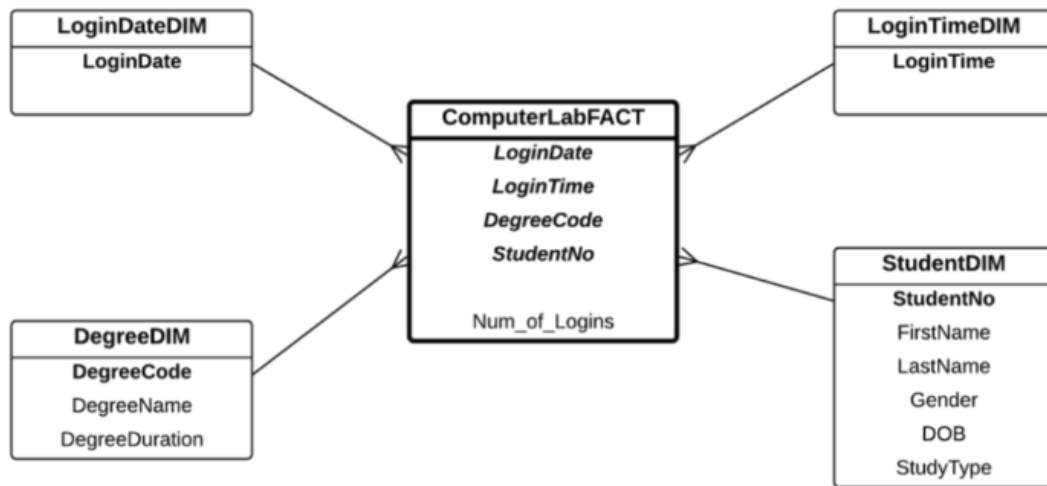 LoginDateDIM
LoginDate
LoginTimeDIM
LoginTime
ComputerLabFACT
LoginDate
LoginTime
DegreeCode
StudentNo
Num_of_Logins
DegreeDIM
DegreeCode
DegreeName
DegreeDuration
StudentDIM
StudentNo
FirstName
LastName
Gender
DOB
StudyType